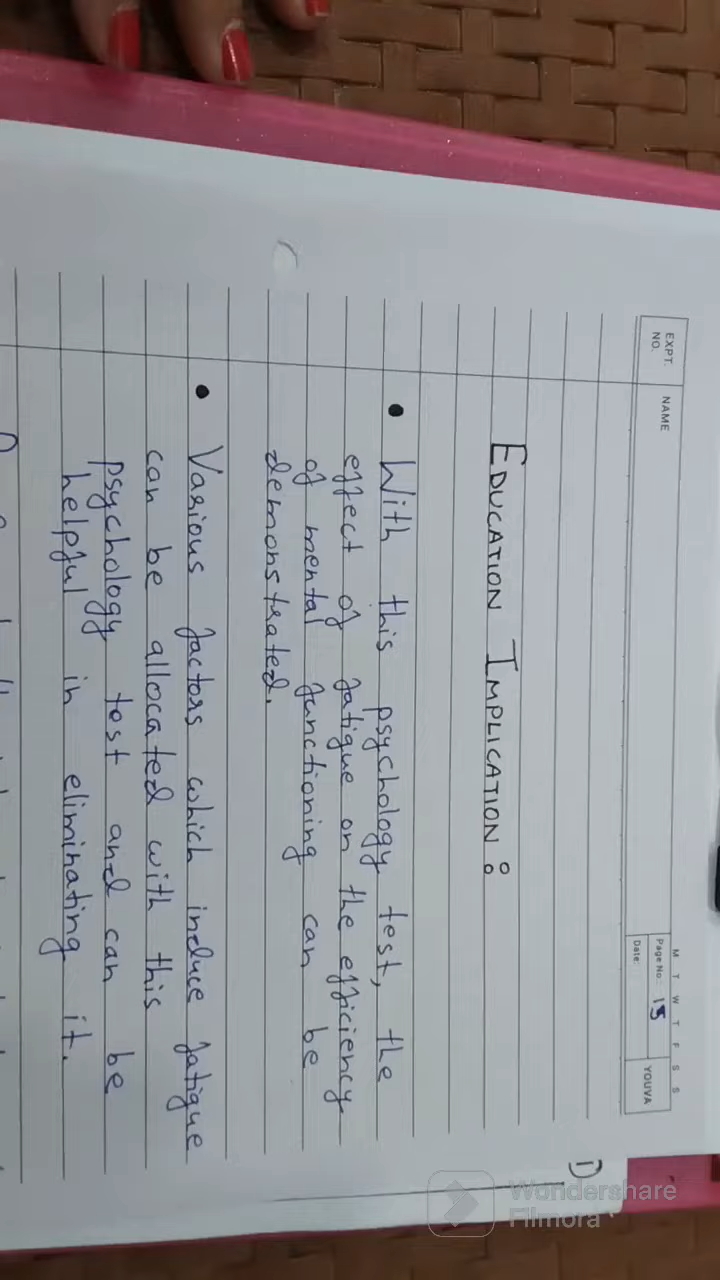 EXPT. NO.
NAME
M T W T F S S
Page No.: 15
YOUVA
Date:
EDUCATION IMPLICATION :
• With this psychology test, the
effect of fatigue on the efficiency
of mental functioning can be
demonstrated.
• Various factors which induce fatigue
can be allocated with this
psychology test and can be
helpful in eliminating it.
1)
Wondershare
Filmora